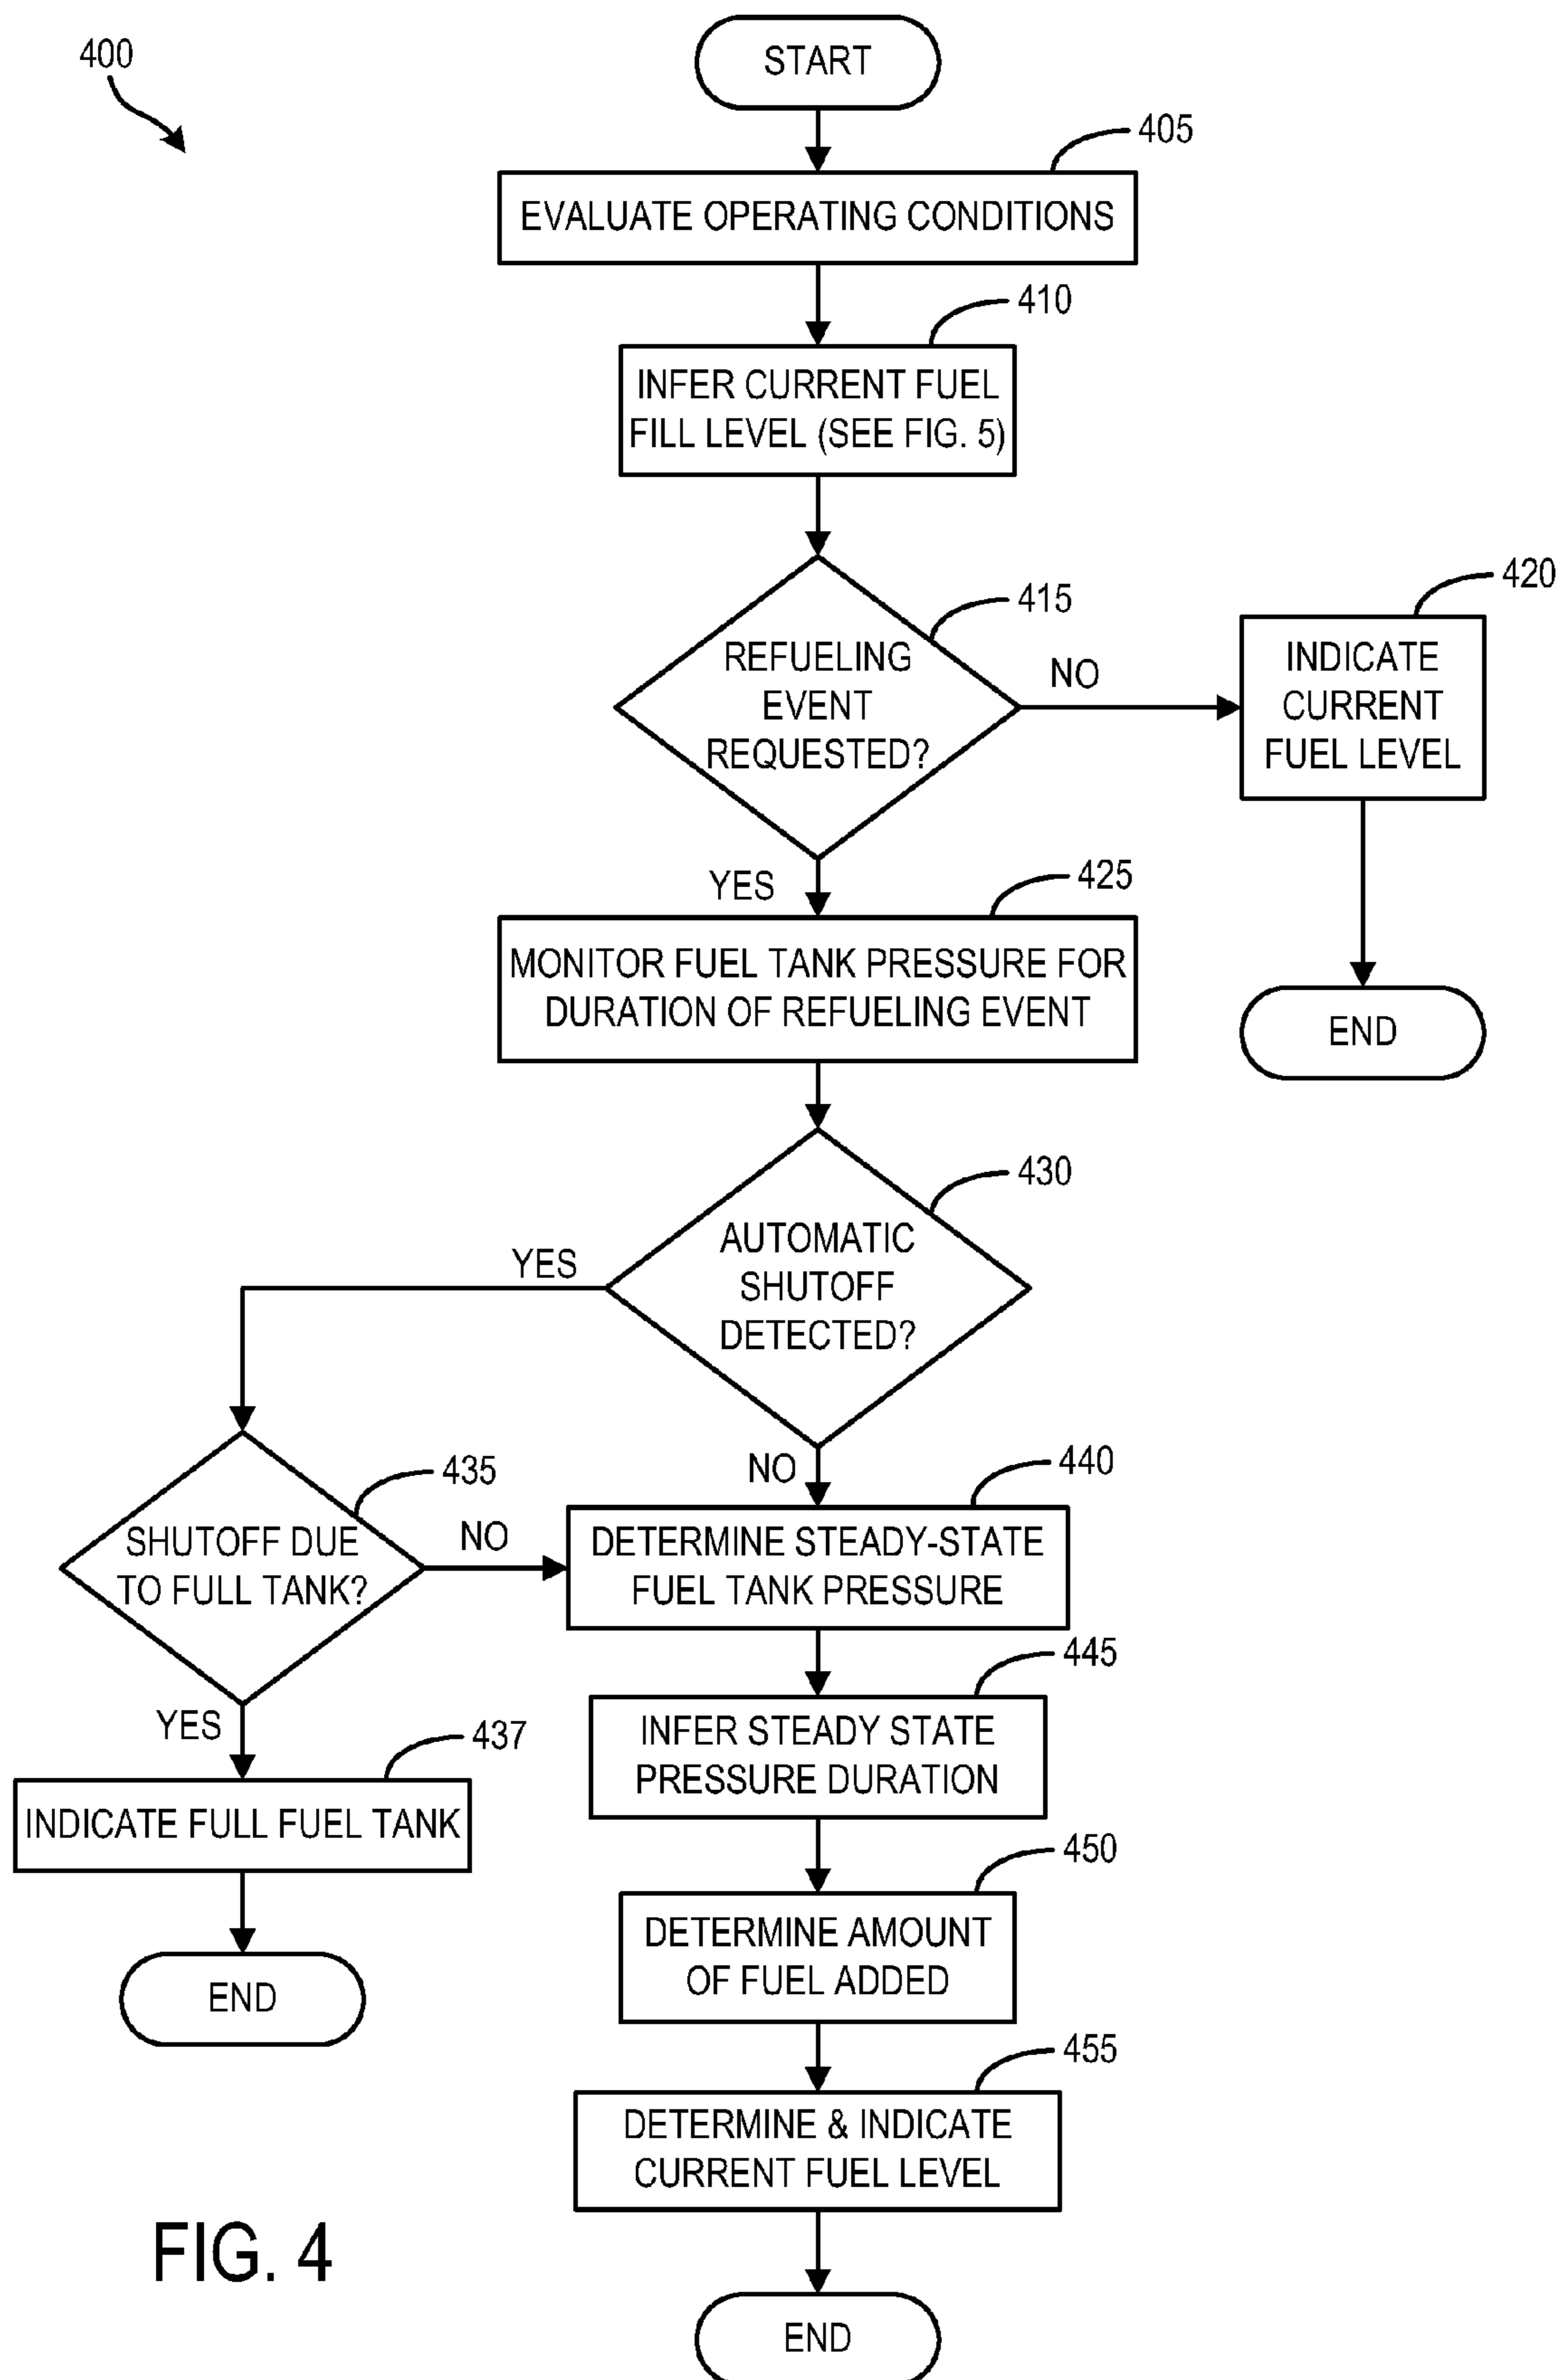 400
START
405
EVALUATE OPERATING CONDITIONS
410
INFER CURRENT FUEL
FILL LEVEL (SEE FIG. 5)
415
REFUELING
EVENT
REQUESTED?
NO
420
INDICATE
CURRENT
FUEL LEVEL
END
YES
425
MONITOR FUEL TANK PRESSURE FOR
DURATION OF REFUELING EVENT
430
AUTOMATIC
SHUTOFF
DETECTED?
YES
NO
435
SHUTOFF DUE
TO FULL TANK?
NO
YES
437
INDICATE FULL FUEL TANK
END
440
DETERMINE STEADY-STATE
FUEL TANK PRESSURE
445
INFER STEADY STATE
PRESSURE DURATION
450
DETERMINE AMOUNT
OF FUEL ADDED
455
DETERMINE & INDICATE
CURRENT FUEL LEVEL
END
FIG. 4